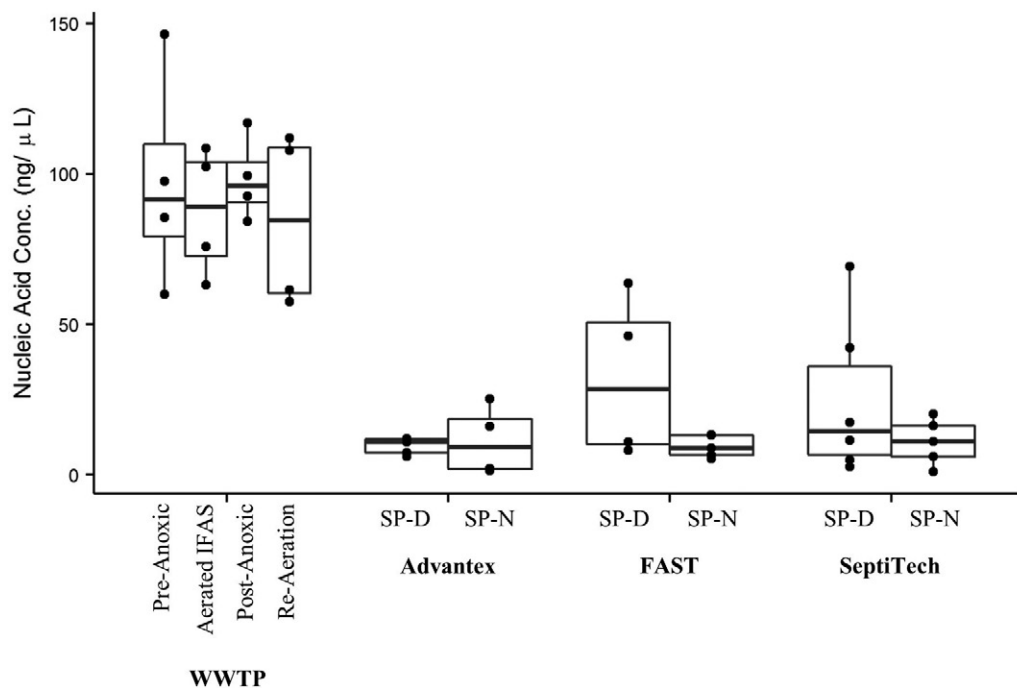 Nucleic Acid Conc. (ng/ μ L)
150
100
50
0
Pre-Anoxic
Aerated IFAS
Post-Anoxic
Re-Aeration
WWTP
SP-D SP-N
Advantex
SP-D SP-N
FAST
SP-D SP-N
SeptiTech